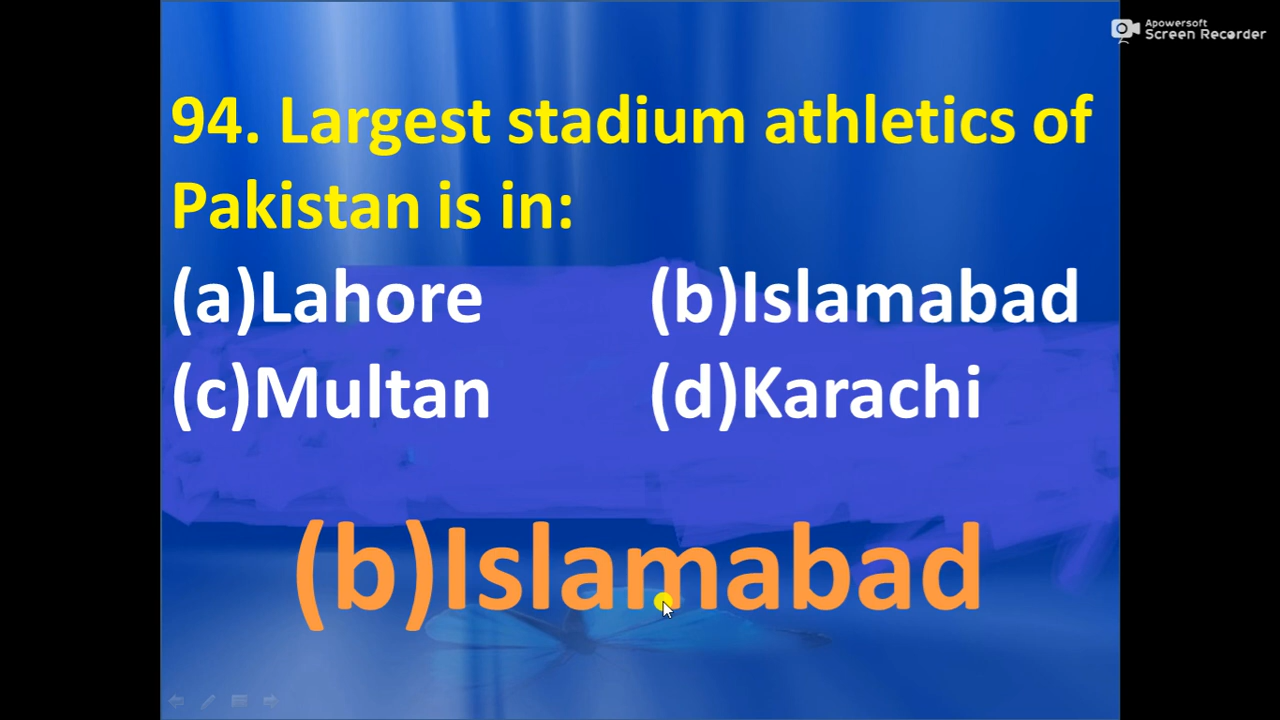 Apowersoft
Screen Recorder
94. Largest stadium athletics of
Pakistan is in:
(a)Lahore (b)Islamabad
(c)Multan (d)Karachi
(b)Islamabad